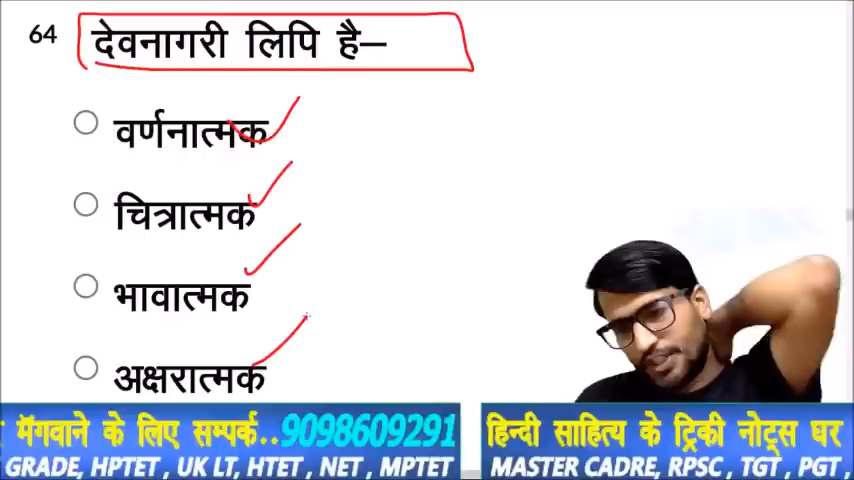 64 देवनागरी लिपि है–
वर्णनात्मक
चित्रात्मक
भावात्मक
अक्षरात्मक
मँगवाने के लिए सम्पर्क..9098609291
GRADE, HPTET , UK LT, HTET , NET , MPTET
हिन्दी साहित्य के ट्रिकी नोट्स घर
MASTER CADRE, RPSC , TGT , PGT ,